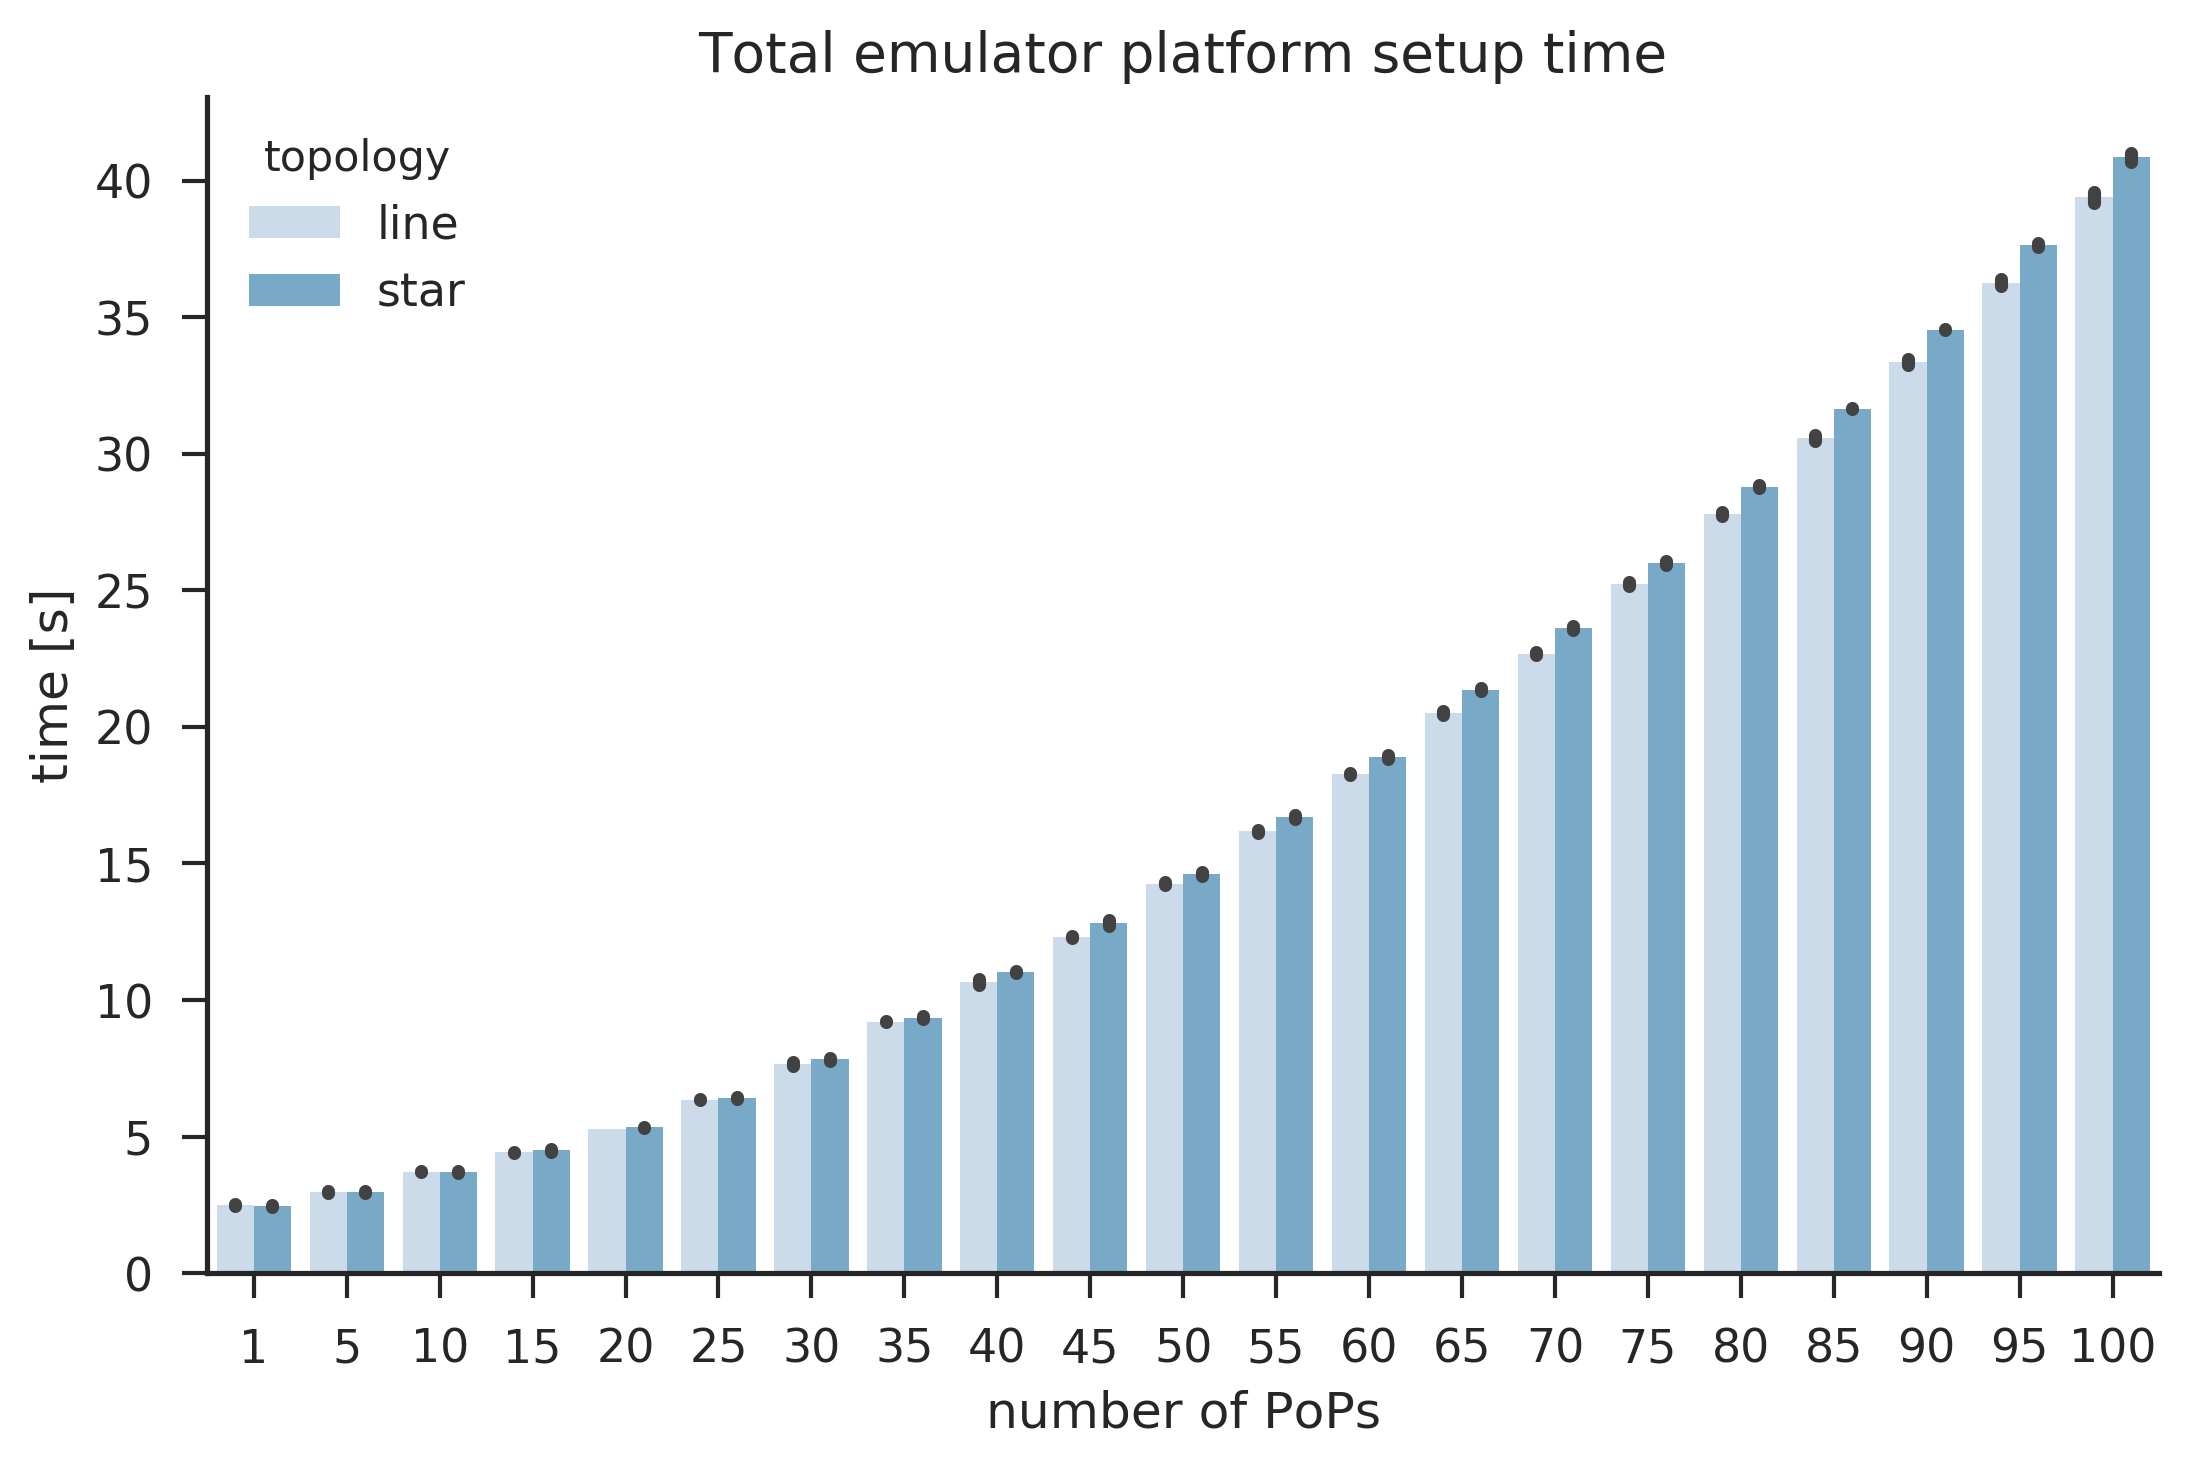 Total emulator platform setup time
topology
line
star
time [s]
40
35
30
25
20
15
10
5
0
1 5 10 15 20 25 30 35 40 45 50 55 60 65 70 75 80 85 90 95 100
number of PoPs